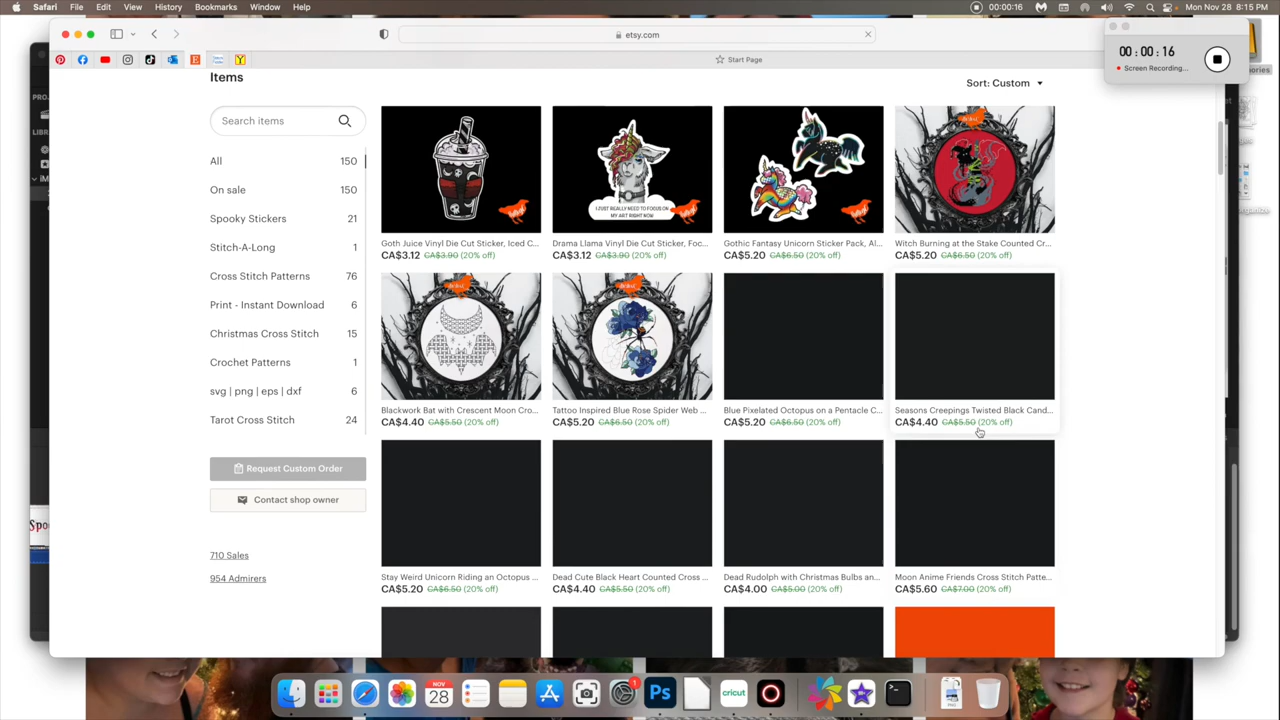 Safari File Edit View History Bookmarks Window Help
00:00:16 Mon Nov 28 8:15 PM
etsy.com
00:00:16
Screen Recording...
Start Page
Items
Sort: Custom
Search items
All 150
On sale 150
Spooky Stickers 21
Stitch-A-Long 1
Cross Stitch Patterns 76
Print - Instant Download 6
Christmas Cross Stitch 15
Crochet Patterns 1
svg | png | eps | dxf 6
Tarot Cross Stitch 24
Request Custom Order
Contact shop owner
710 Sales
954 Admirers
I JUST REALLY NEED TO FOCUS ON
MY ART RIGHT NOW
Goth Juice Vinyl Die Cut Sticker, Iced C...
CA$3.12 CA$3.90 (20% off)
Drama Llama Vinyl Die Cut Sticker, Foc...
CA$3.12 CA$3.90 (20% off)
Gothic Fantasy Unicorn Sticker Pack, Al...
CA$5.20 CA$6.50 (20% off)
Witch Burning at the Stake Counted Cr...
CA$5.20 CA$6.50 (20% off)
Blackwork Bat with Crescent Moon Cro...
CA$4.40 CA$5.50 (20% off)
Tattoo Inspired Blue Rose Spider Web ...
CA$5.20 CA$6.50 (20% off)
Blue Pixelated Octopus on a Pentacle C...
CA$5.20 CA$6.50 (20% off)
Seasons Creepings Twisted Black Cand...
CA$4.40 CA$5.50 (20% off)
Stay Weird Unicorn Riding an Octopus ...
CA$5.20 CA$6.50 (20% off)
Dead Cute Black Heart Counted Cross ...
CA$4.40 CA$5.50 (20% off)
Dead Rudolph with Christmas Bulbs an...
CA$4.00 CA$5.00 (20% off)
Moon Anime Friends Cross Stitch Patte...
CA$5.60 CA$7.00 (20% off)
NOV
28
1
Ps
cricut
PNG